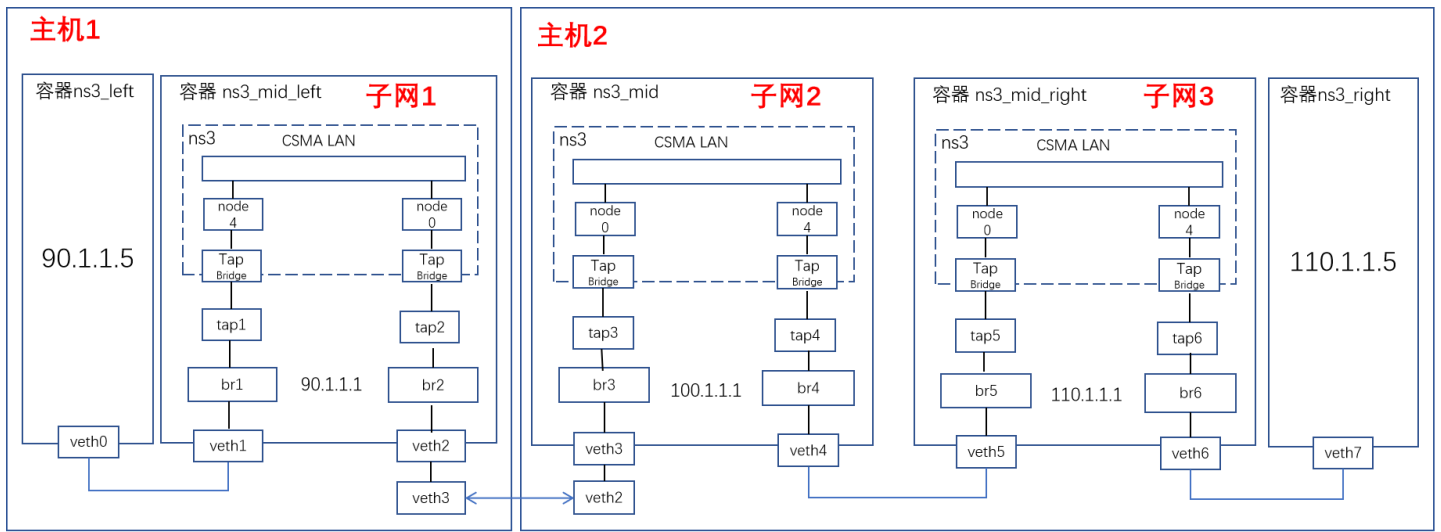 主机1
容器ns3_left
90.1.1.5
veth0
容器 ns3_mid_left
子网1
ns3
CSMA LAN
node
4
node
0
Tap
Bridge
Tap
Bridge
tap1
tap2
br1
90.1.1.1
br2
veth1
veth2
veth3
主机2
容器 ns3_mid
子网2
ns3
CSMA LAN
node
0
node
4
Tap
Bridge
Tap
Bridge
tap3
tap4
br3
100.1.1.1
br4
veth3
veth4
veth2
容器 ns3_mid_right
子网3
ns3
CSMA LAN
node
0
node
4
Tap
Bridge
Tap
Bridge
tap5
tap6
br5
110.1.1.1
br6
veth5
veth6
容器ns3_right
110.1.1.5
veth7